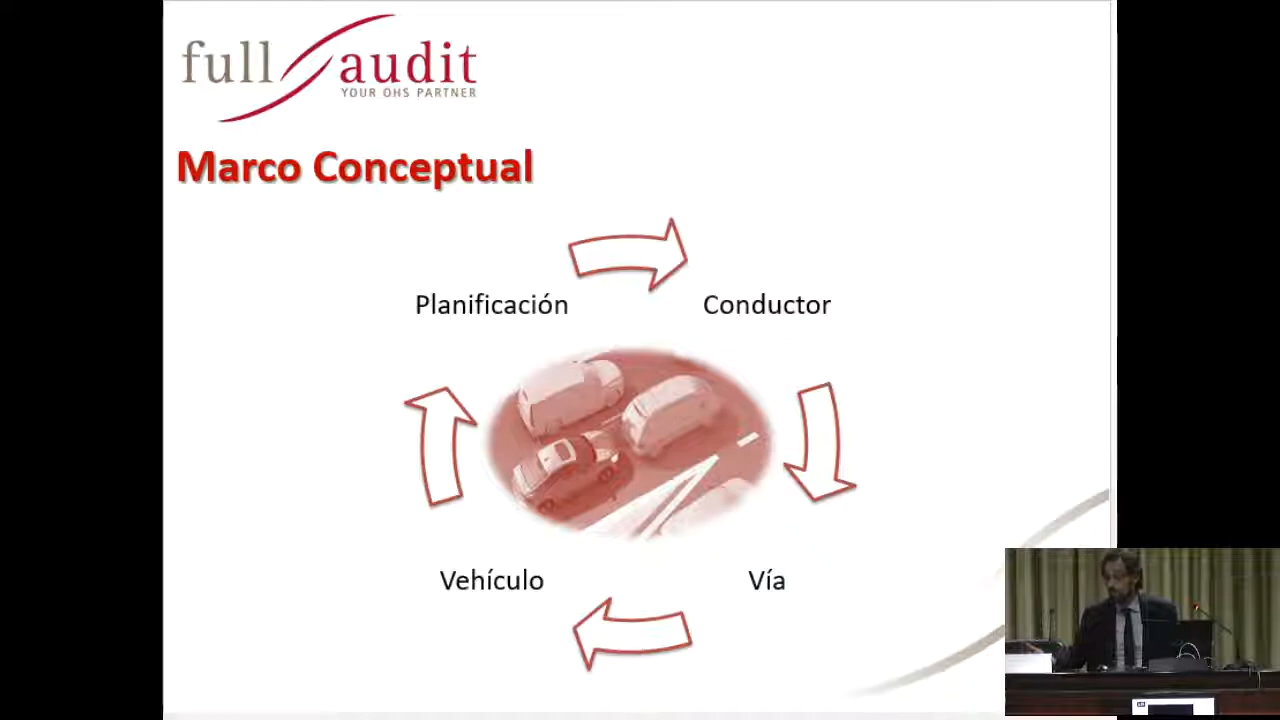 full audit
YOUR OHS PARTNER
Marco Conceptual
Planificación
Conductor
Vehículo
Vía